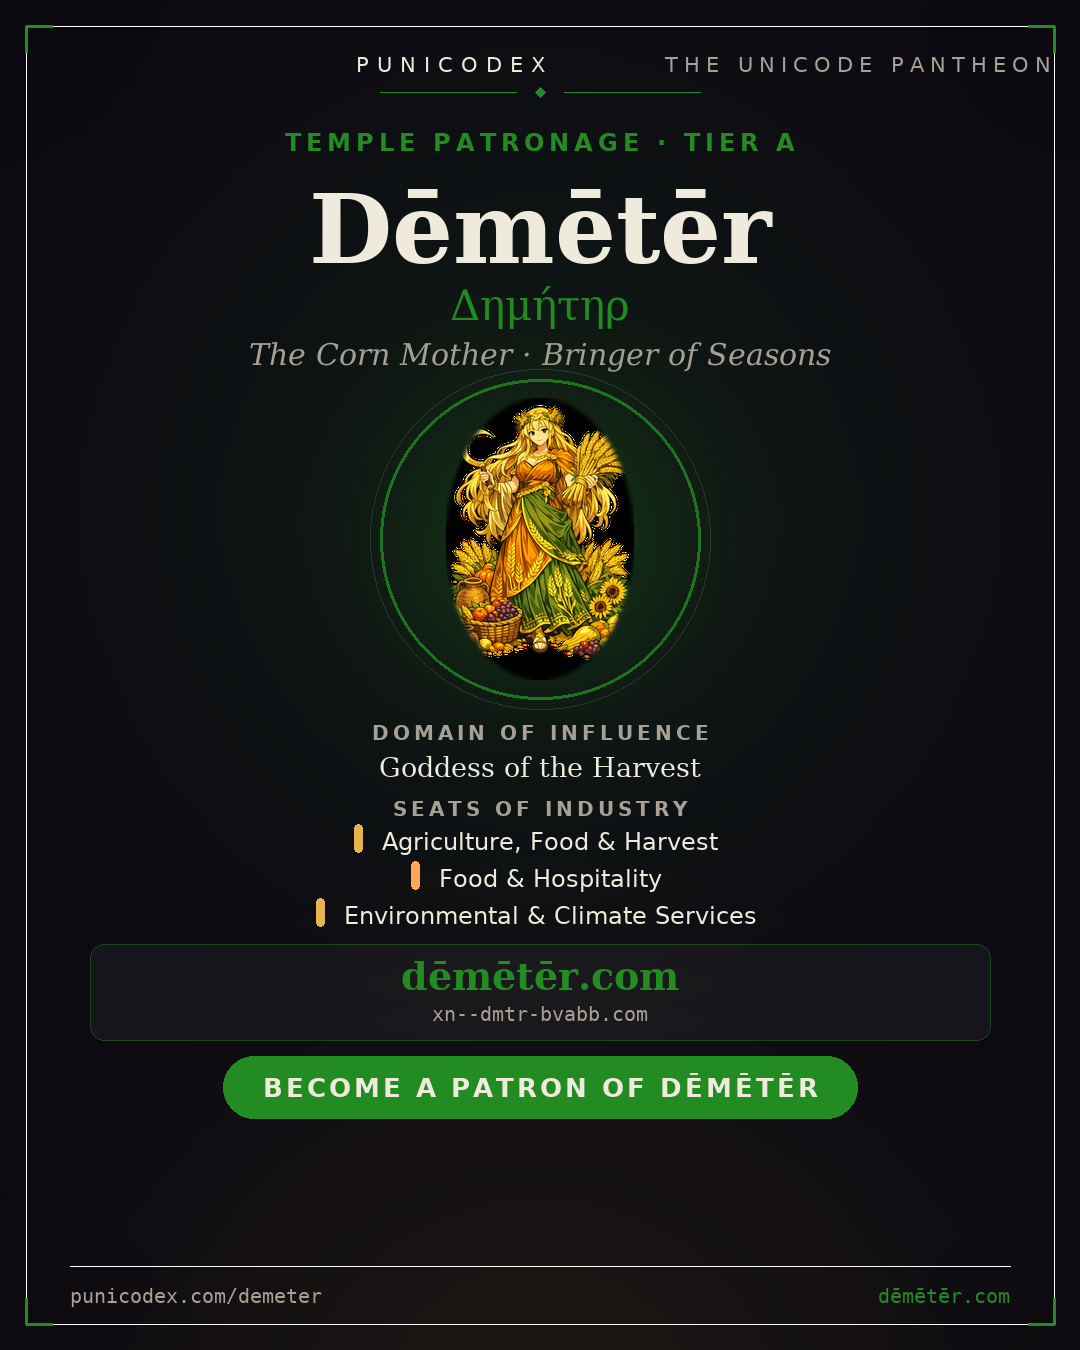 PUNICODEX THE UNICODE PANTHEON
TEMPLE PATRONAGE · TIER A
Dēmētēr
Δημήτηρ
The Corn Mother · Bringer of Seasons
DOMAIN OF INFLUENCE
Goddess of the Harvest
SEATS OF INDUSTRY
Agriculture, Food & Harvest
Food & Hospitality
Environmental & Climate Services
dēmētēr.com
xn--dmtr-bvabb.com
BECOME A PATRON OF DĒMĒTĒR
punicodex.com/demeter dēmētēr.com